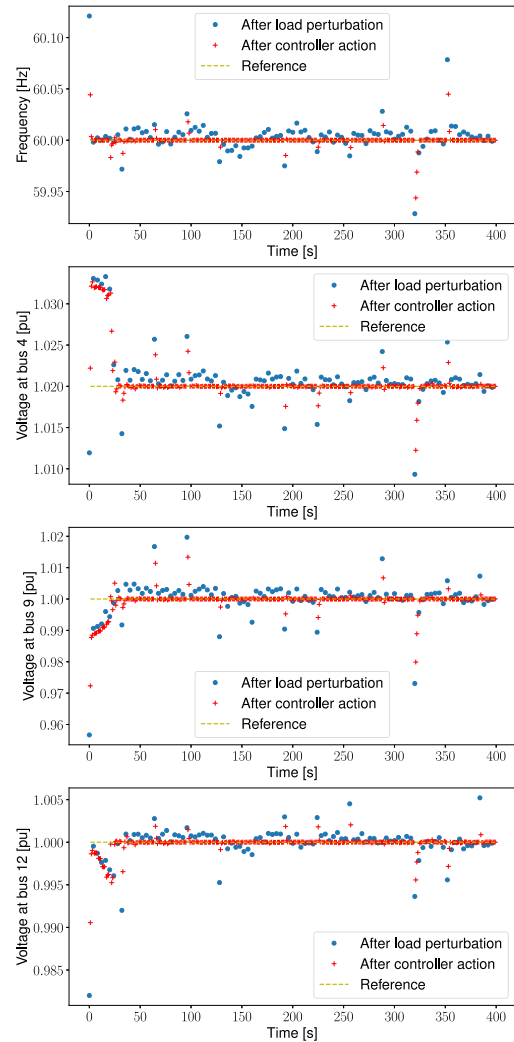 60.10
60.05
60.00
59.95
Frequency [Hz]
After load perturbation
After controller action
Reference
0 50 100 150 200 250 300 350 400
Time [s]
1.030
1.025
1.020
1.015
1.010
Voltage at bus 4 [pu]
After load perturbation
After controller action
Reference
0 50 100 150 200 250 300 350 400
Time [s]
1.02
1.01
1.00
0.99
0.98
0.97
0.96
Voltage at bus 9 [pu]
After load perturbation
After controller action
Reference
0 50 100 150 200 250 300 350 400
Time [s]
1.005
1.000
0.995
0.990
0.985
Voltage at bus 12 [pu]
After load perturbation
After controller action
Reference
0 50 100 150 200 250 300 350 400
Time [s]